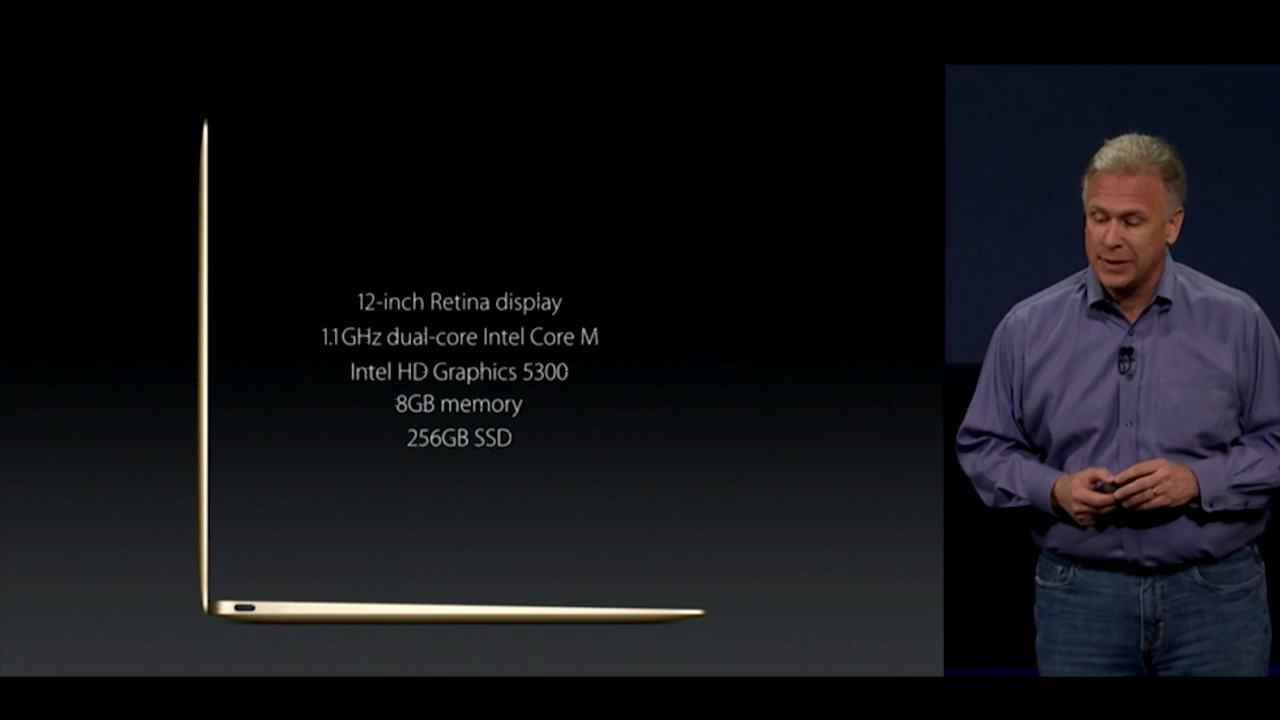 12-inch Retina display
1.1GHz dual-core Intel Core M
Intel HD Graphics 5300
8GB memory
256GB SSD